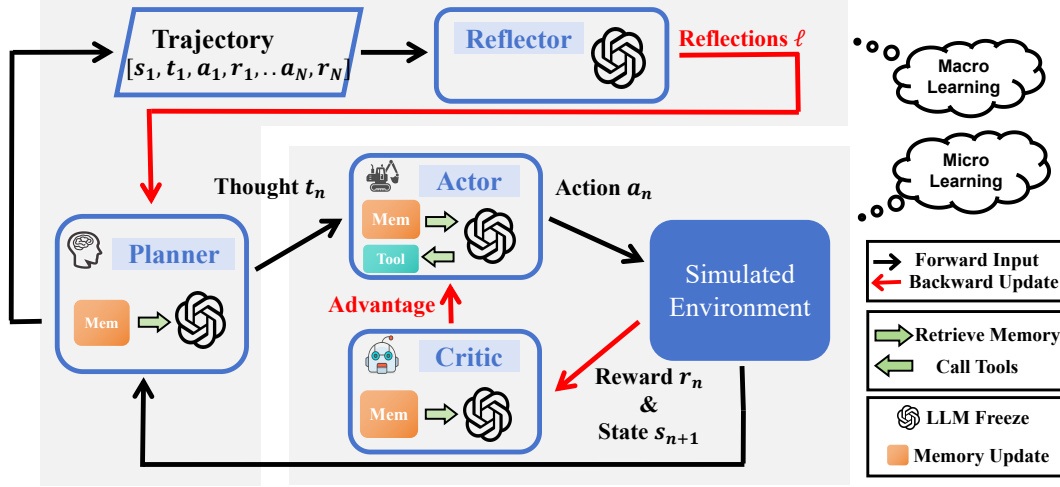 Trajectory
[s₁, t₁, a₁, r₁, . . a_N, r_N]
Reflector
Reflections ℓ
Macro
Learning
Micro
Learning
Thought tₙ
Actor
Mem
Tool
Action aₙ
Planner
Mem
Advantage
Critic
Mem
Simulated
Environment
Reward rₙ
&
State sₙ₊₁
Forward Input
Backward Update
Retrieve Memory
Call Tools
LLM Freeze
Memory Update